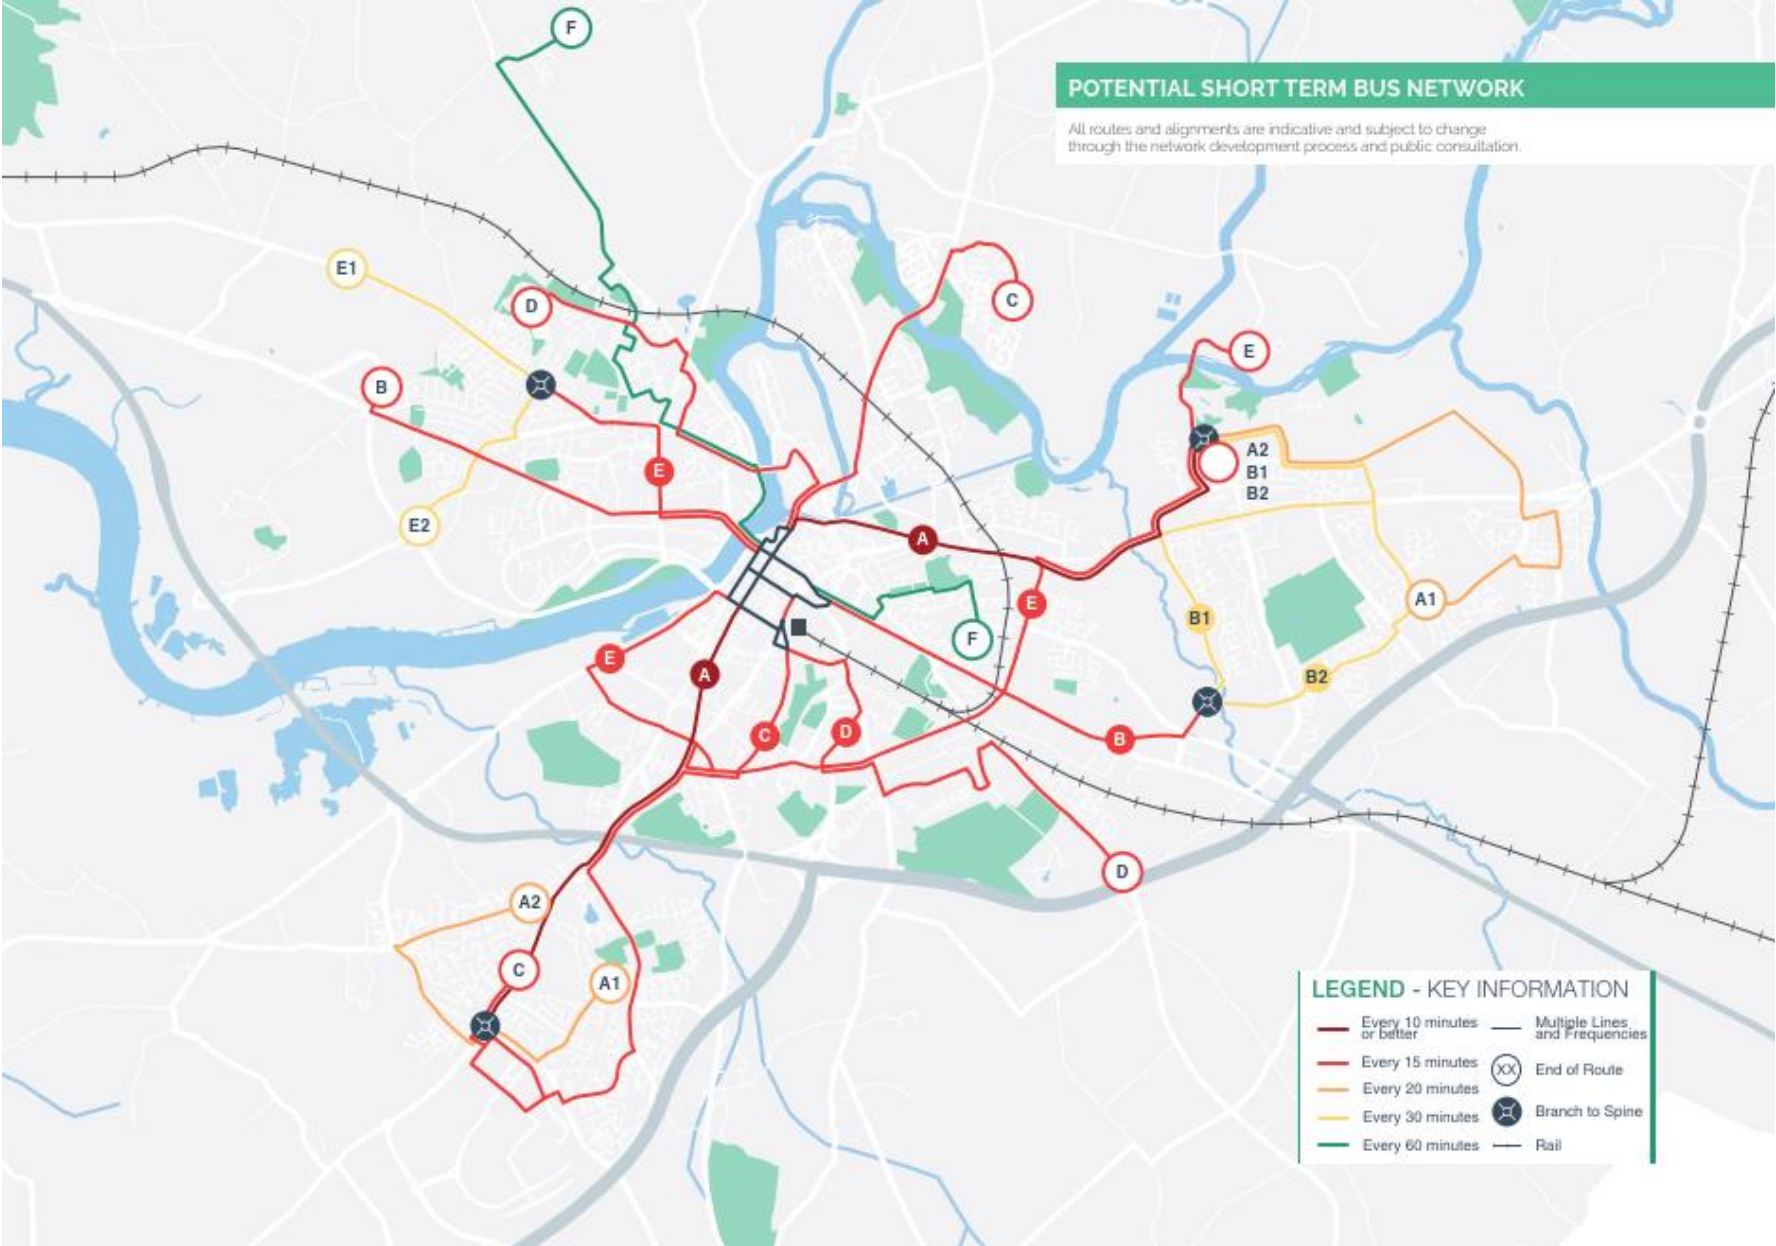 F
POTENTIAL SHORT TERM BUS NETWORK
All routes and alignments are indicative and subject to change
through the network development process and public consultation.
E1
D
C
E
B
A2
B1
B2
E
E2
A
E
F
A1
B1
E
A
B2
C
D
B
D
A2
C
A1
LEGEND - KEY INFORMATION
Every 10 minutes
or better
Multiple Lines
and Frequencies
Every 15 minutes
XX
End of Route
Every 20 minutes
Every 30 minutes
Branch to Spine
Every 60 minutes
Rail